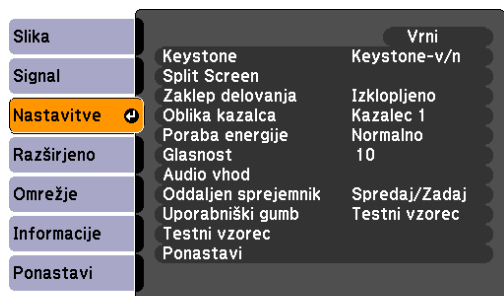 Slika
Signal
Nastavitve
Razširjeno
Omrežje
Informacije
Ponastavi
Vrni
Keystone Keystone-v/n
Split Screen
Zaklep delovanja Izklopljeno
Oblika kazalca Kazalec 1
Poraba energije Normalno
Glasnost 10
Audio vhod
Oddaljen sprejemnik Spredaj/Zadaj
Uporabniški gumb Testni vzorec
Testni vzorec
Ponastavi